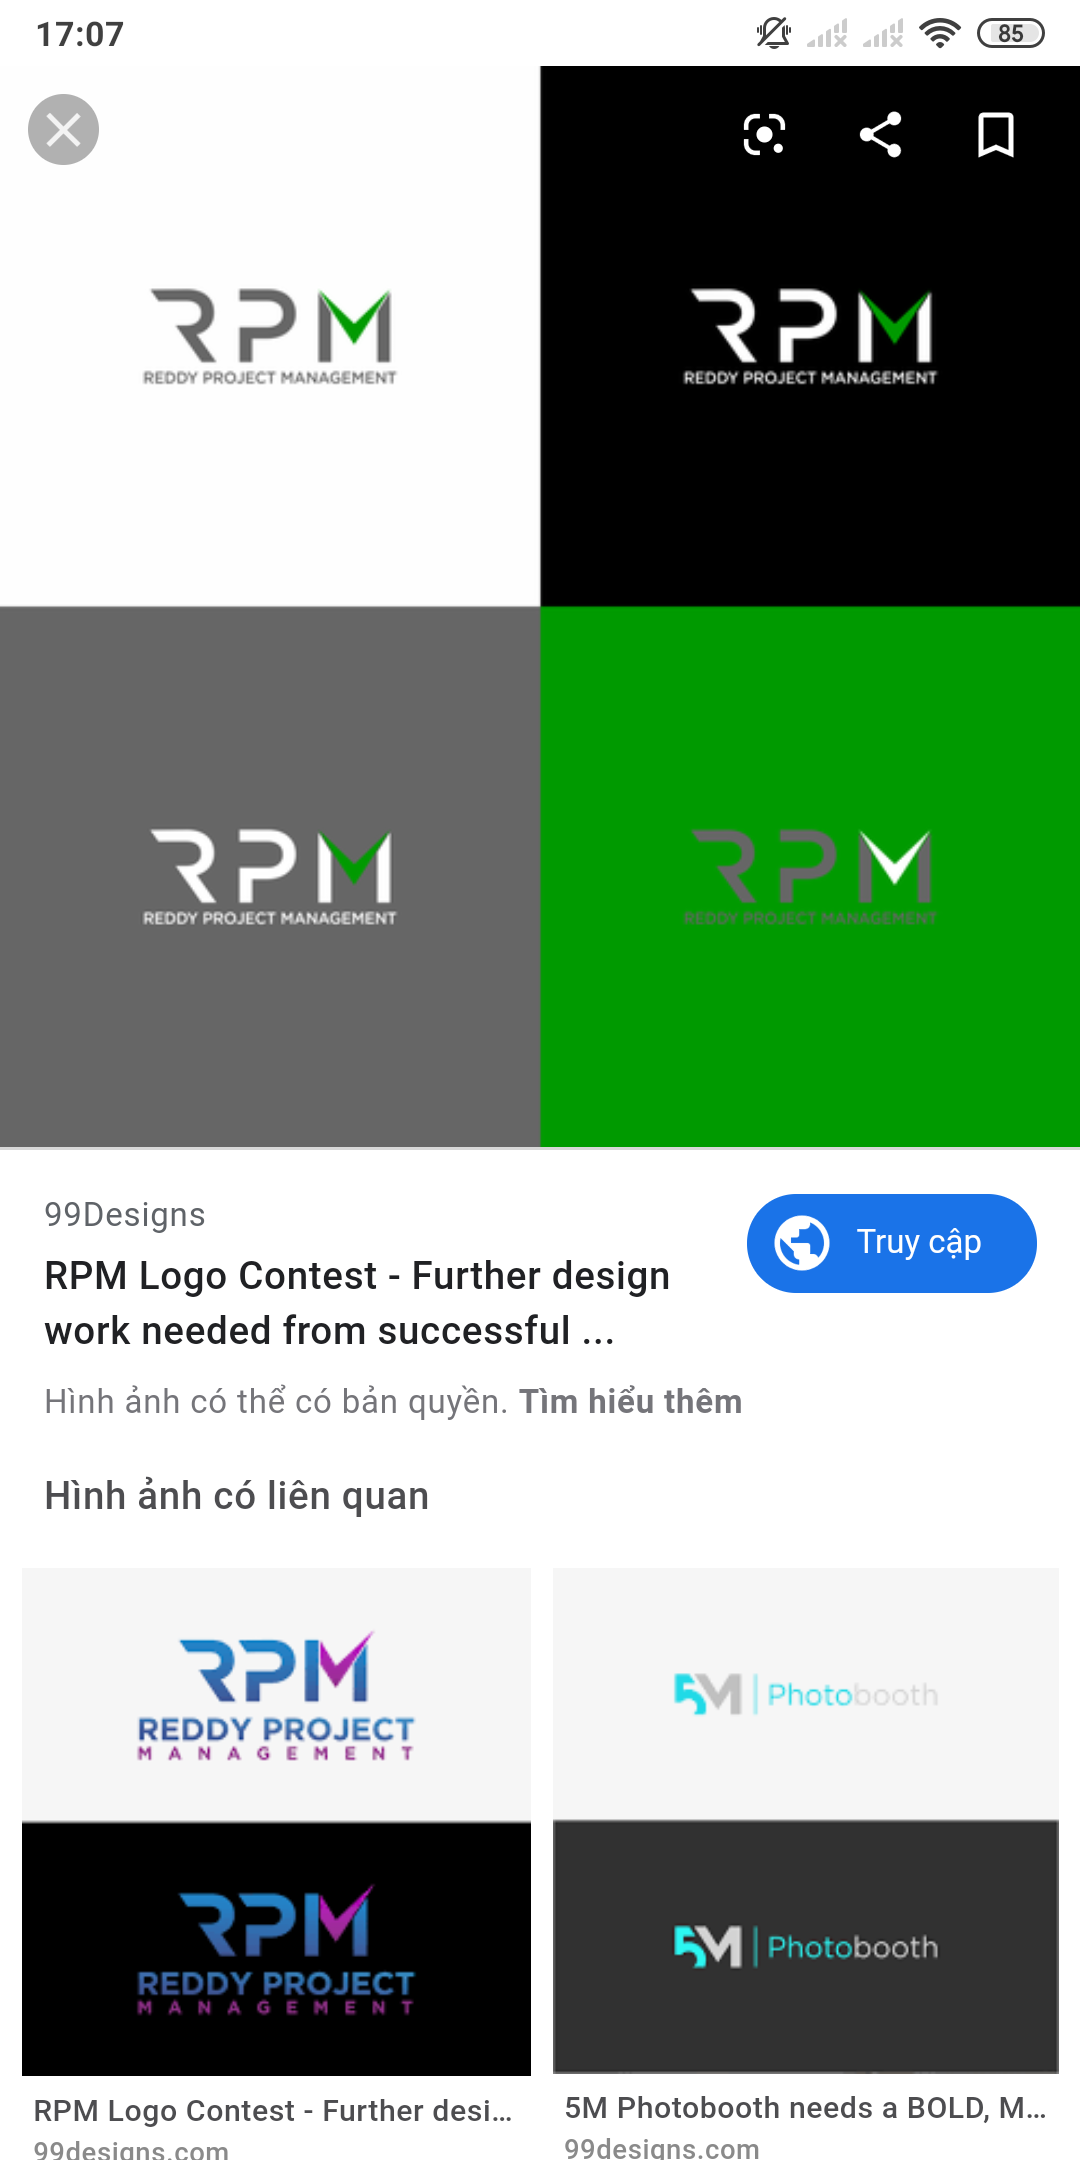 17:07
85
RPM
REDDY PROJECT MANAGEMENT
RPM
REDDY PROJECT MANAGEMENT
RPM
REDDY PROJECT MANAGEMENT
RPM
REDDY PROJECT MANAGEMENT
99Designs
Truy cập
RPM Logo Contest - Further design
work needed from successful ...
Hình ảnh có thể có bản quyền. Tìm hiểu thêm
Hình ảnh có liên quan
RPM
REDDY PROJECT
MANAGEMENT
RPM
REDDY PROJECT
MANAGEMENT
RPM Logo Contest - Further desi...
99designs.com
5M Photobooth
5M Photobooth
5M Photobooth needs a BOLD, M...
99designs.com